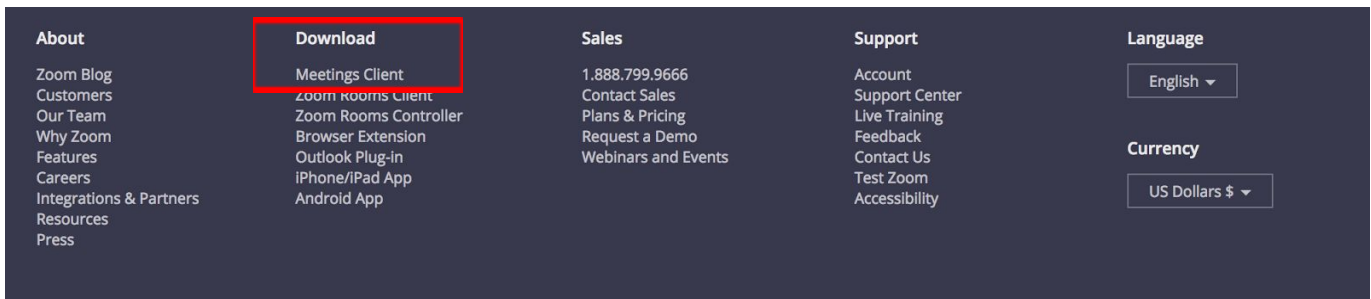 About
Zoom Blog
Customers
Our Team
Why Zoom
Features
Careers
Integrations & Partners
Resources
Press
Download
Meetings Client
Zoom Rooms Client
Zoom Rooms Controller
Browser Extension
Outlook Plug-in
iPhone/iPad App
Android App
Sales
1.888.799.9666
Contact Sales
Plans & Pricing
Request a Demo
Webinars and Events
Support
Account
Support Center
Live Training
Feedback
Contact Us
Test Zoom
Accessibility
Language
English
Currency
US Dollars $